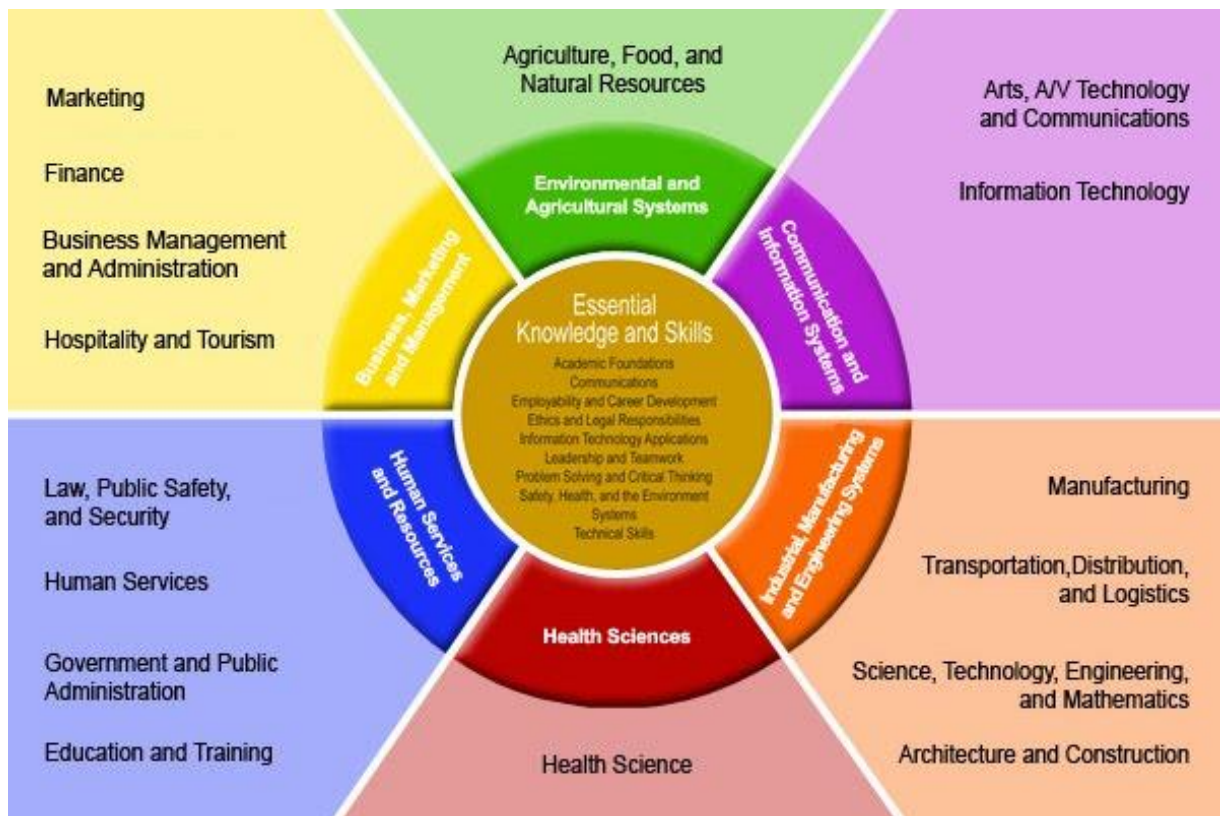 Agriculture, Food, and
Natural Resources
Environmental and
Agricultural Systems
Arts, A/V Technology
and Communications
Information Technology
Communication and
Information Systems
Manufacturing
Transportation,Distribution,
and Logistics
Science, Technology, Engineering,
and Mathematics
Architecture and Construction
Industrial, Manufacturing
and Engineering Systems
Health Sciences
Health Science
Law, Public Safety,
and Security
Human Services
Government and Public
Administration
Education and Training
Human Services
and Resources
Marketing
Finance
Business Management
and Administration
Hospitality and Tourism
Business, Marketing
and Management
Essential
Knowledge and Skills
Academic Foundations
Communications
Employability and Career Development
Ethics and Legal Responsibilities
Information Technology Applications
Leadership and Teamwork
Problem Solving and Critical Thinking
Safety, Health, and the Environment
Systems
Technical Skills